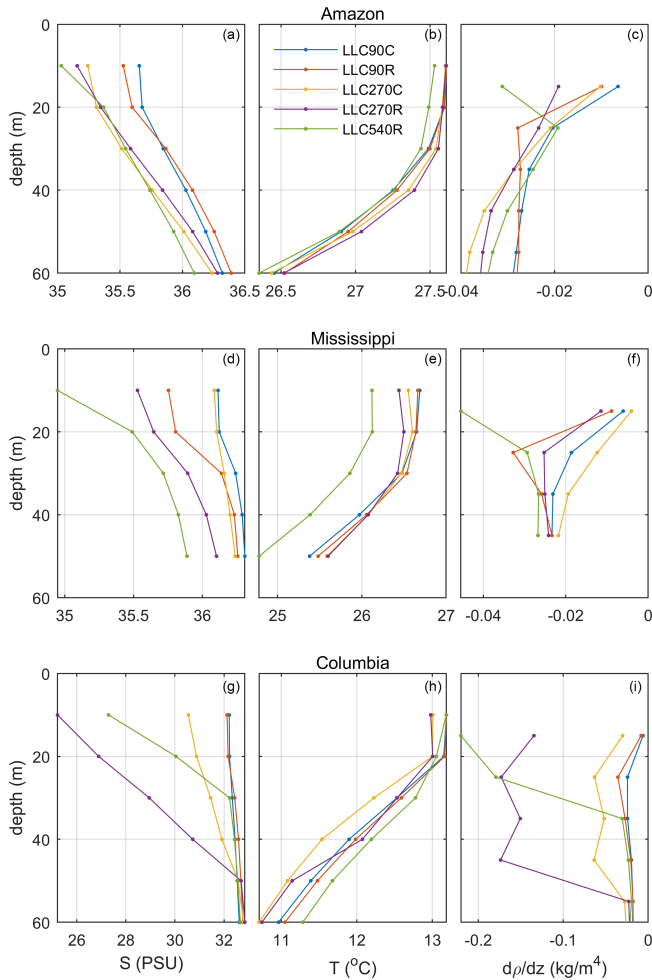 Amazon
0
20
40
60
depth (m)
(a)
35
35.5
36
36.5
(b)
LLC90C
LLC90R
LLC270C
LLC270R
LLC540R
26.5
27
27.5
(c)
-0.04
-0.02
0
Mississippi
0
20
40
60
depth (m)
(d)
35
35.5
36
(e)
25
26
27
(f)
-0.04
-0.02
0
Columbia
0
20
40
60
depth (m)
(g)
26
28
30
32
S (PSU)
(h)
11
12
13
T (°C)
(i)
-0.2
-0.1
0
dρ/dz (kg/m⁴)